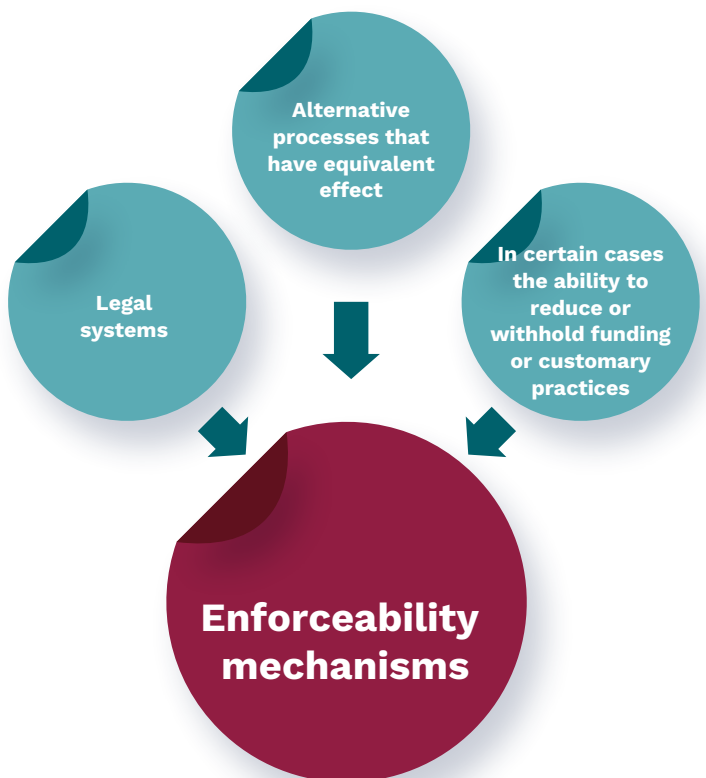 Alternative
processes that
have equivalent
effect
Legal
systems
In certain cases
the ability to
reduce or
withhold funding
or customary
practices
Enforceability
mechanisms